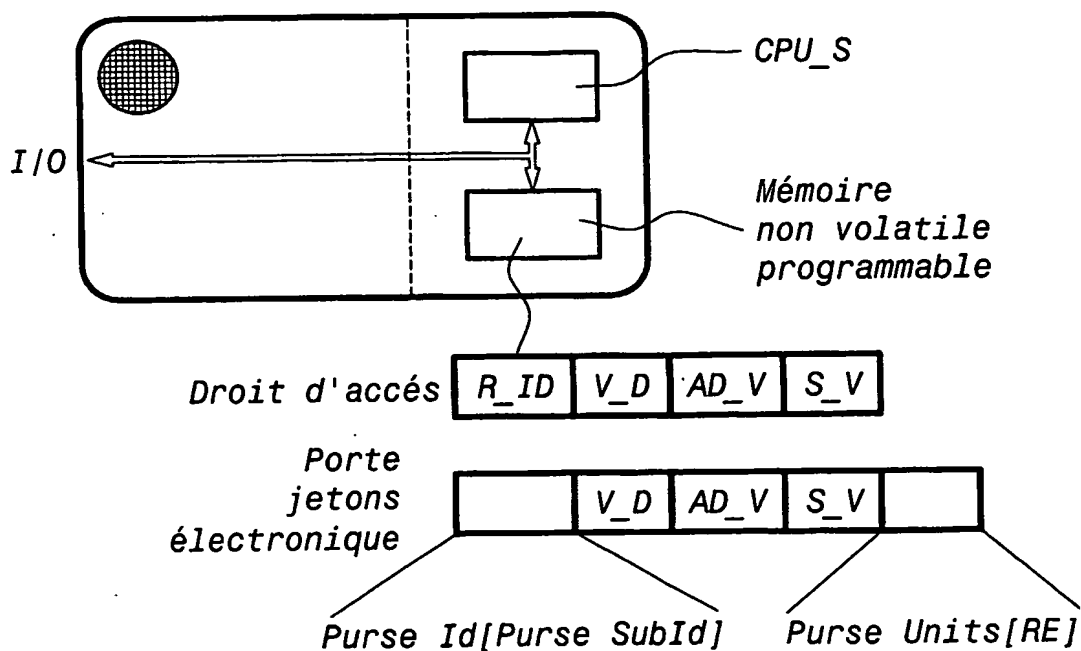 CPU_S
I/O
Mémoire
non volatile
programmable
Droit d'accés R_ID V_D AD_V S_V
Porte
jetons
électronique
V_D AD_V S_V
Purse Id[Purse SubId] Purse Units[RE]